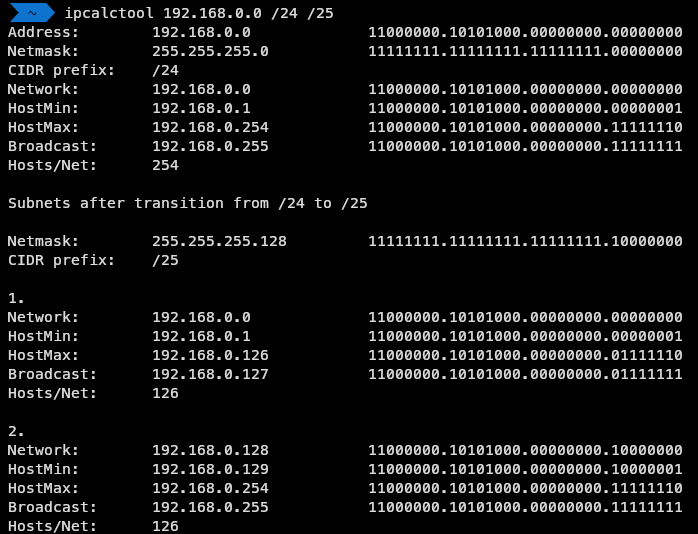 ~ ipcalctool 192.168.0.0 /24 /25
Address: 192.168.0.0 11000000.10101000.00000000.00000000
Netmask: 255.255.255.0 11111111.11111111.11111111.00000000
CIDR prefix: /24
Network: 192.168.0.0 11000000.10101000.00000000.00000000
HostMin: 192.168.0.1 11000000.10101000.00000000.00000001
HostMax: 192.168.0.254 11000000.10101000.00000000.11111110
Broadcast: 192.168.0.255 11000000.10101000.00000000.11111111
Hosts/Net: 254
Subnets after transition from /24 to /25
Netmask: 255.255.255.128 11111111.11111111.11111111.10000000
CIDR prefix: /25
1.
Network: 192.168.0.0 11000000.10101000.00000000.00000000
HostMin: 192.168.0.1 11000000.10101000.00000000.00000001
HostMax: 192.168.0.126 11000000.10101000.00000000.01111110
Broadcast: 192.168.0.127 11000000.10101000.00000000.01111111
Hosts/Net: 126
2.
Network: 192.168.0.128 11000000.10101000.00000000.10000000
HostMin: 192.168.0.129 11000000.10101000.00000000.10000001
HostMax: 192.168.0.254 11000000.10101000.00000000.11111110
Broadcast: 192.168.0.255 11000000.10101000.00000000.11111111
Hosts/Net: 126